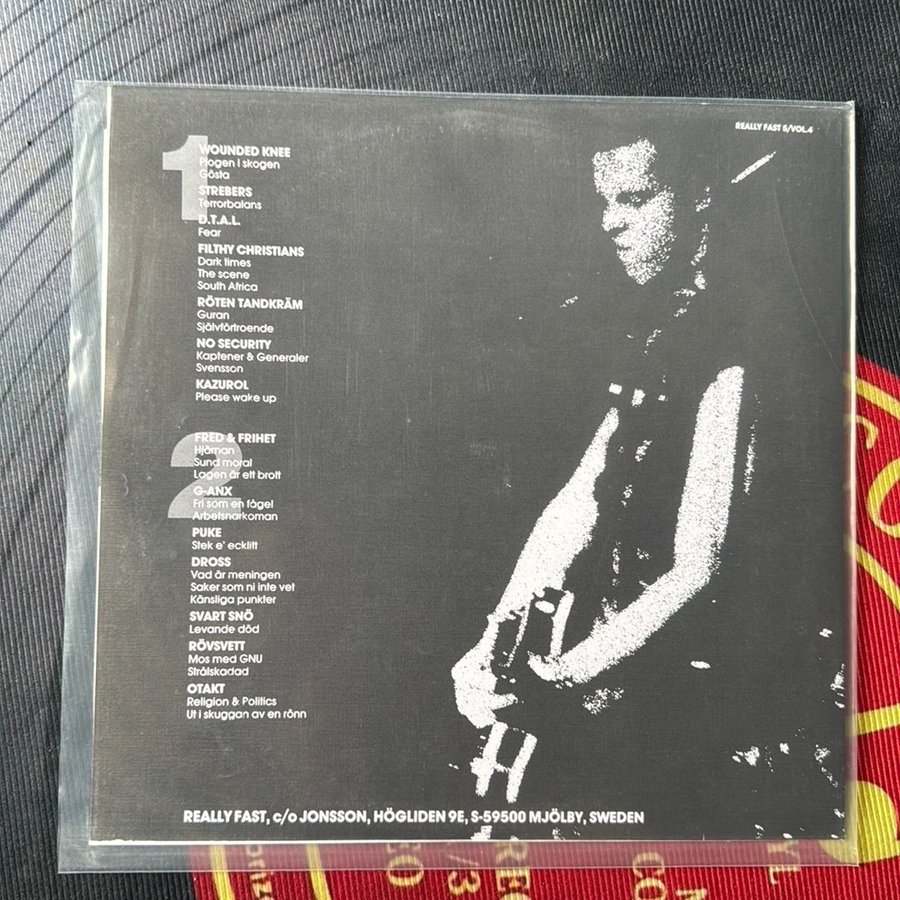 REALLY FAST 5/VOL.4
1
WOUNDED KNEE
Plogen I skogen
Gösta
STREBERS
Terrorbalans
D.T.A.L.
Fear
FILTHY CHRISTIANS
Dark times
The scene
South Africa
RÖTEN TANDKRÄM
Guran
Självförtroende
NO SECURITY
Kaptener & Generaler
Svensson
KAZUROL
Please wake up
2
FRED & FRIHET
Hjärnan
Sund moral
Lagen är ett brott
G-ANX
Fri som en fågel
Arbetsnarkoman
PUKE
Stek e' ecklitt
DROSS
Vad är meningen
Saker som ni inte vet
Känsliga punkter
SVART SNÖ
Levande död
RÖVSVETT
Mos med GNU
Strålskadad
OTAKT
Religion & Politics
Ut i skuggan av en rönn
REALLY FAST, c/o JONSSON, HÖGLIDEN 9E, S-59500 MJÖLBY, SWEDEN